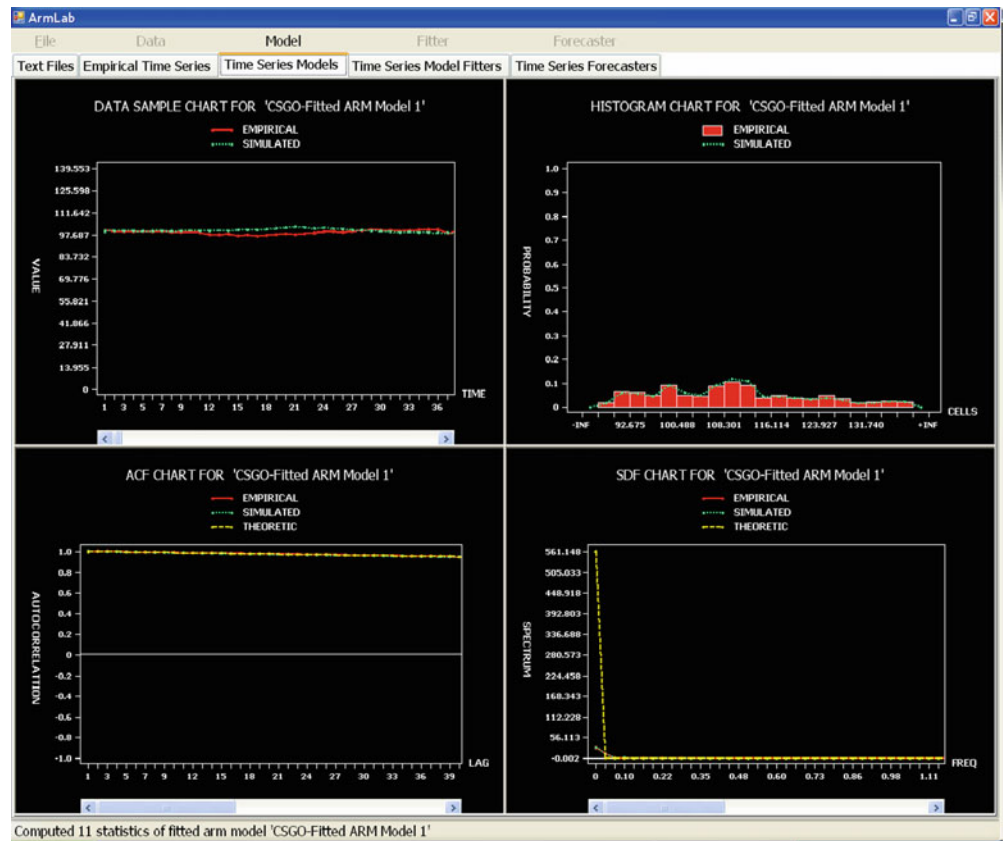 ArmLab
File Data Model Fitter Forecaster
Text Files Empirical Time Series Time Series Models Time Series Model Fitters Time Series Forecasters
DATA SAMPLE CHART FOR 'CSGO-Fitted ARM Model 1'
EMPIRICAL
SIMULATED
139.553
125.598
111.642
97.687
83.732
69.776
55.821
41.866
27.911
13.955
0
VALUE
1 3 5 7 9 12 15 18 21 24 27 30 33 36
TIME
HISTOGRAM CHART FOR 'CSGO-Fitted ARM Model 1'
EMPIRICAL
SIMULATED
1.0
0.9
0.8
0.7
0.6
0.5
0.4
0.3
0.2
0.1
0
PROBABILITY
-INF 92.675 100.488 108.301 116.114 123.927 131.740 +INF
CELLS
ACF CHART FOR 'CSGO-Fitted ARM Model 1'
EMPIRICAL
SIMULATED
THEORETIC
1.0
0.8
0.6
0.4
0.2
0
-0.2
-0.4
-0.6
-0.8
-1.0
AUTOCORRELATTION
1 3 5 7 9 12 15 18 21 24 27 30 33 36 39
LAG
SDF CHART FOR 'CSGO-Fitted ARM Model 1'
EMPIRICAL
SIMULATED
THEORETIC
561.148
505.033
448.918
392.803
336.688
280.573
224.458
168.343
112.228
56.113
-0.002
SPECTRUM
0 0.10 0.22 0.35 0.48 0.60 0.73 0.86 0.98 1.11
FREQ
Computed 11 statistics of fitted arm model 'CSGO-Fitted ARM Model 1'